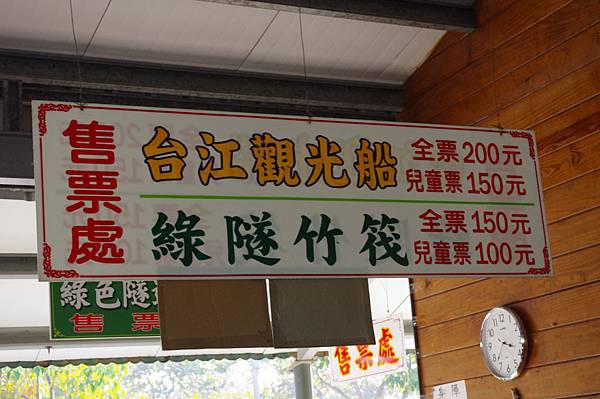 售票處
台江觀光船 全票200元
兒童票150元
綠隧竹筏 全票150元
兒童票100元
綠色隧
售票
售票處